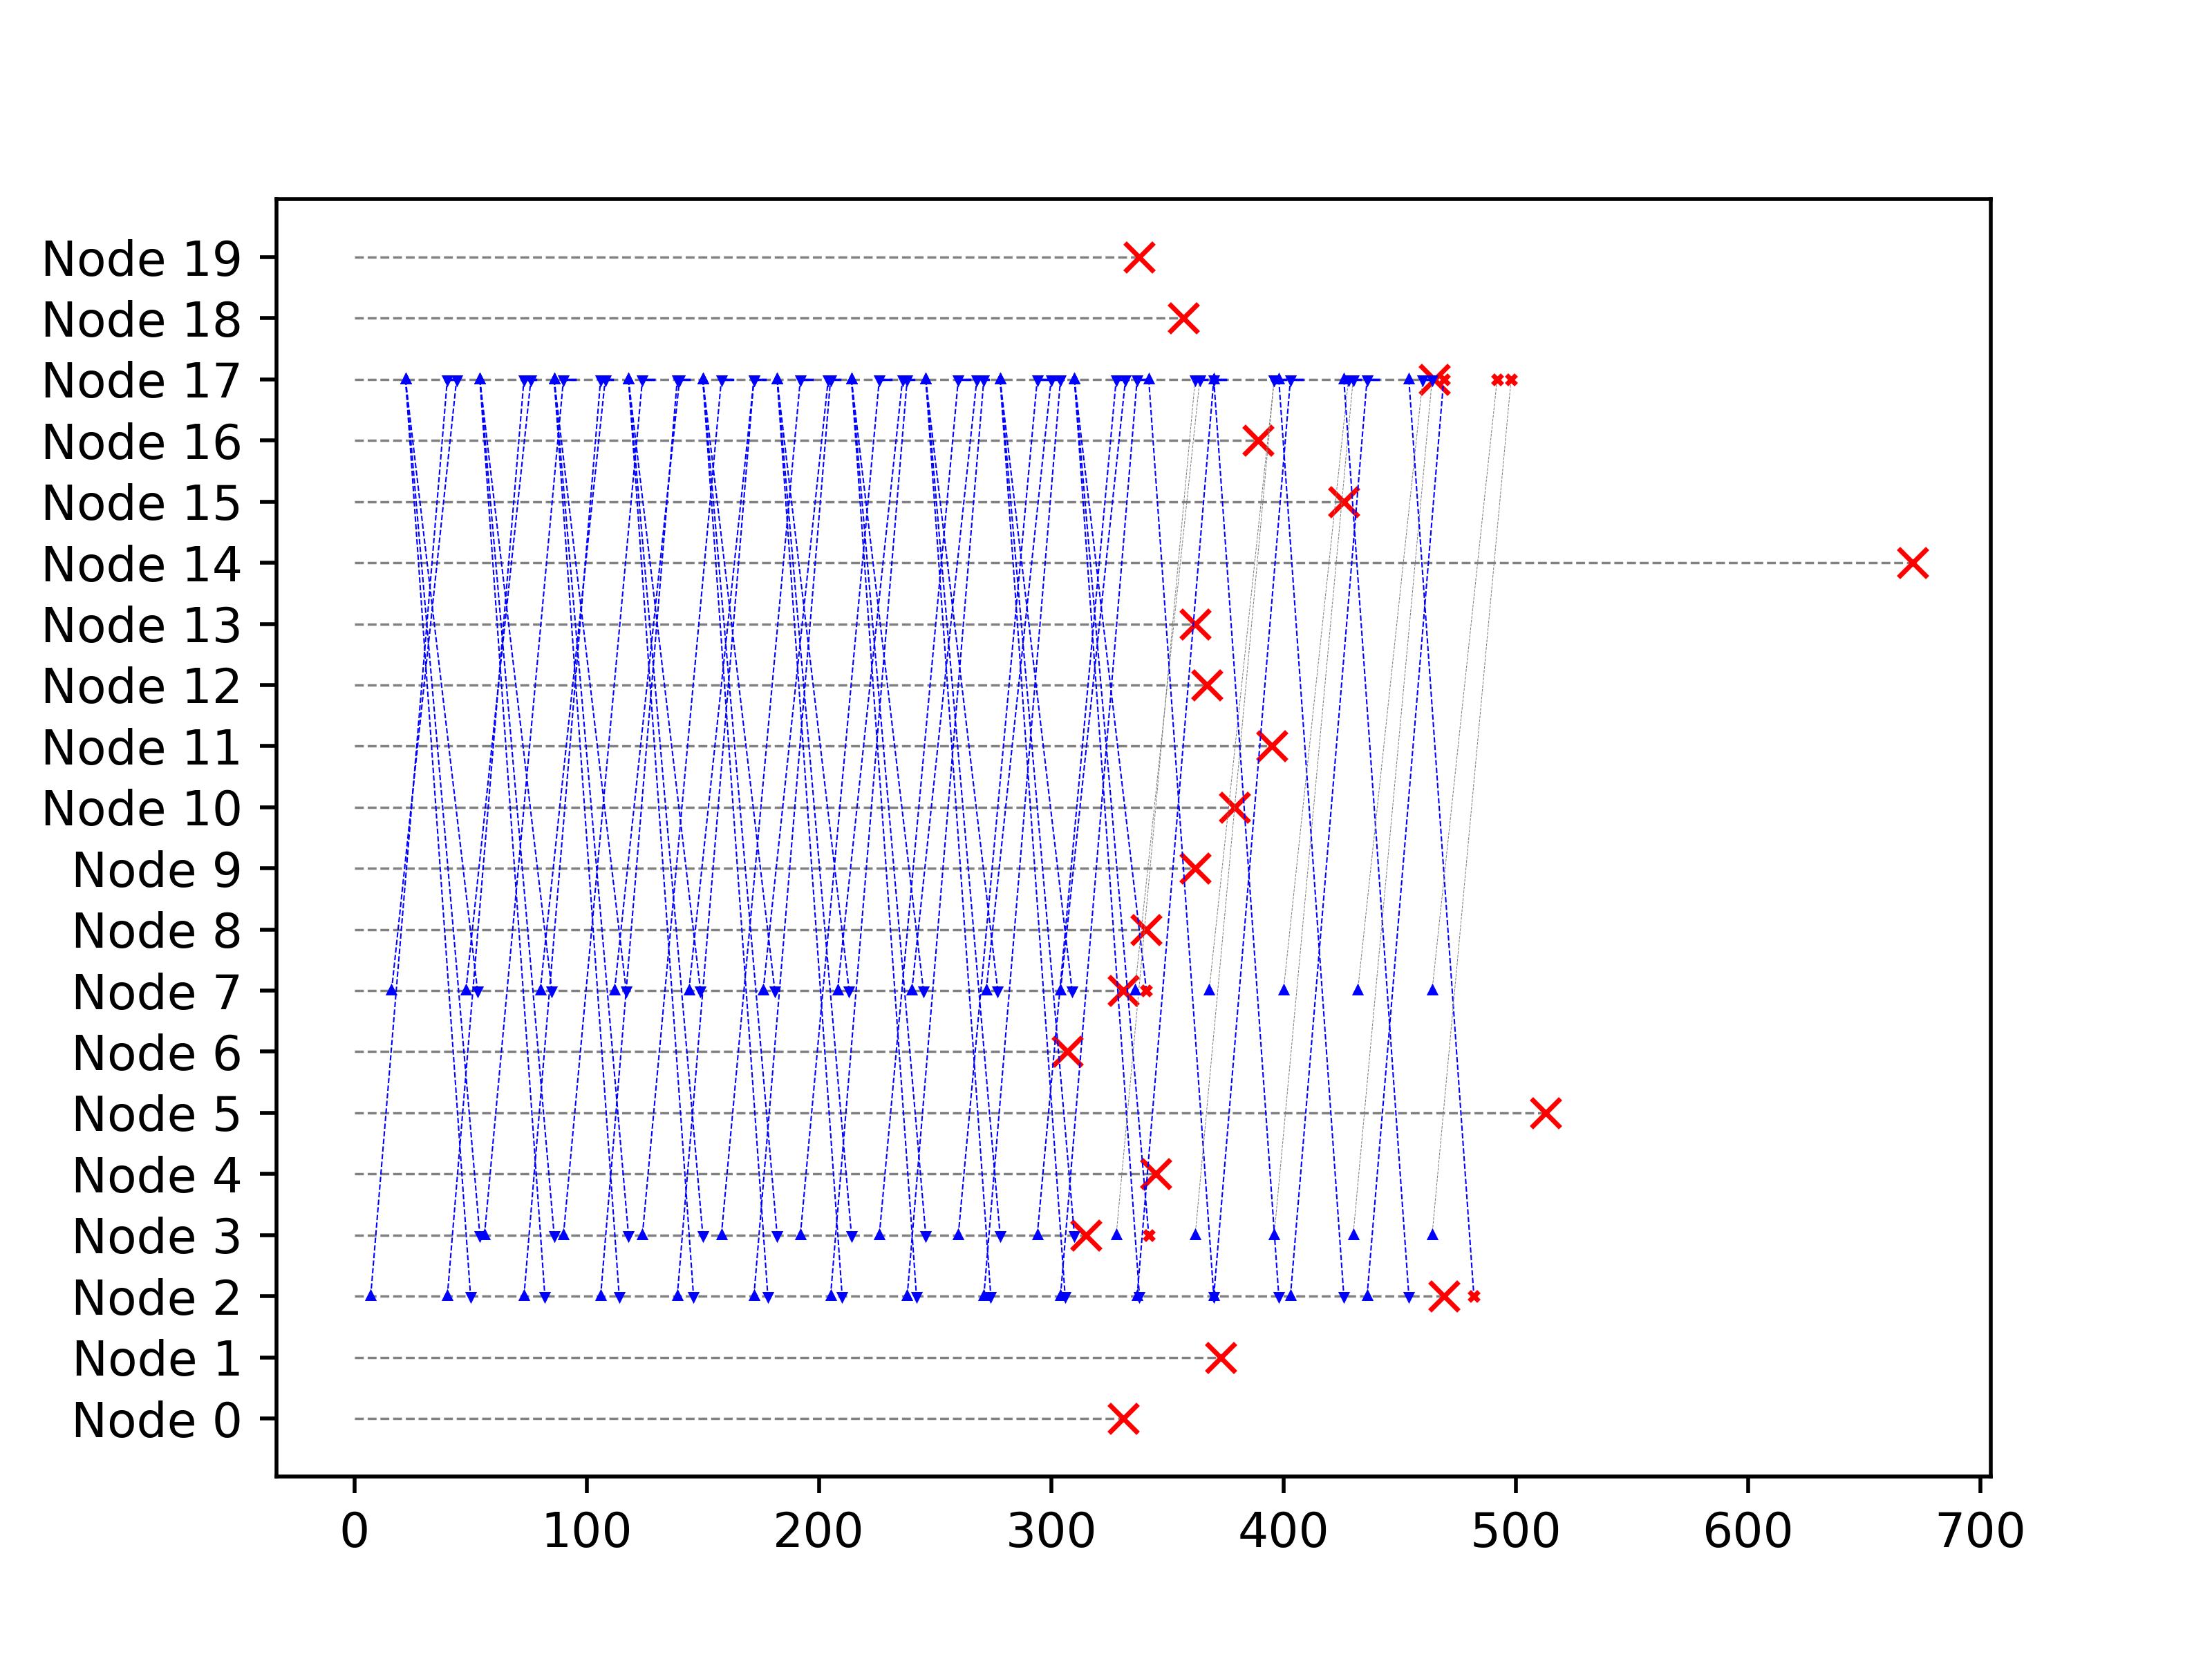 Node 19
Node 18
Node 17
Node 16
Node 15
Node 14
Node 13
Node 12
Node 11
Node 10
Node 9
Node 8
Node 7
Node 6
Node 5
Node 4
Node 3
Node 2
Node 1
Node 0
0 100 200 300 400 500 600 700